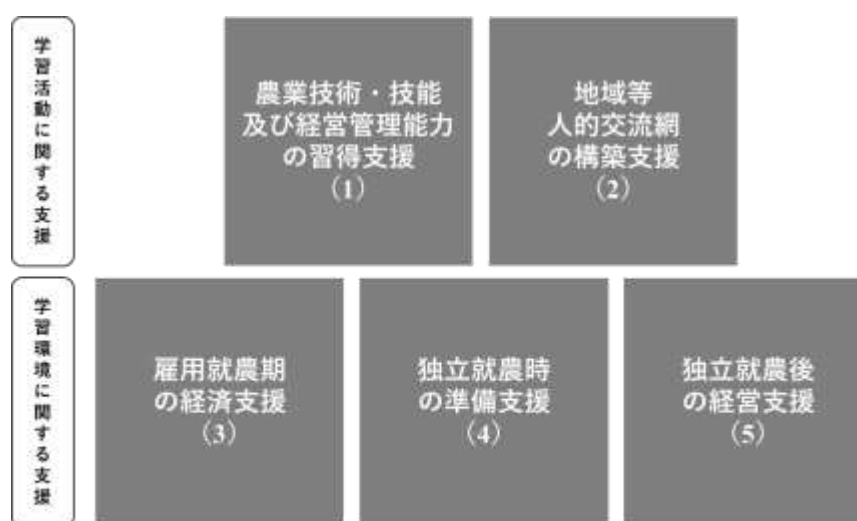 学習活動に関する支援
農業技術・技能
及び経営管理能力
の習得支援
(1)
地域等
人的交流網
の構築支援
(2)
学習環境に関する支援
雇用就農期
の経済支援
(3)
独立就農時
の準備支援
(4)
独立就農後
の経営支援
(5)